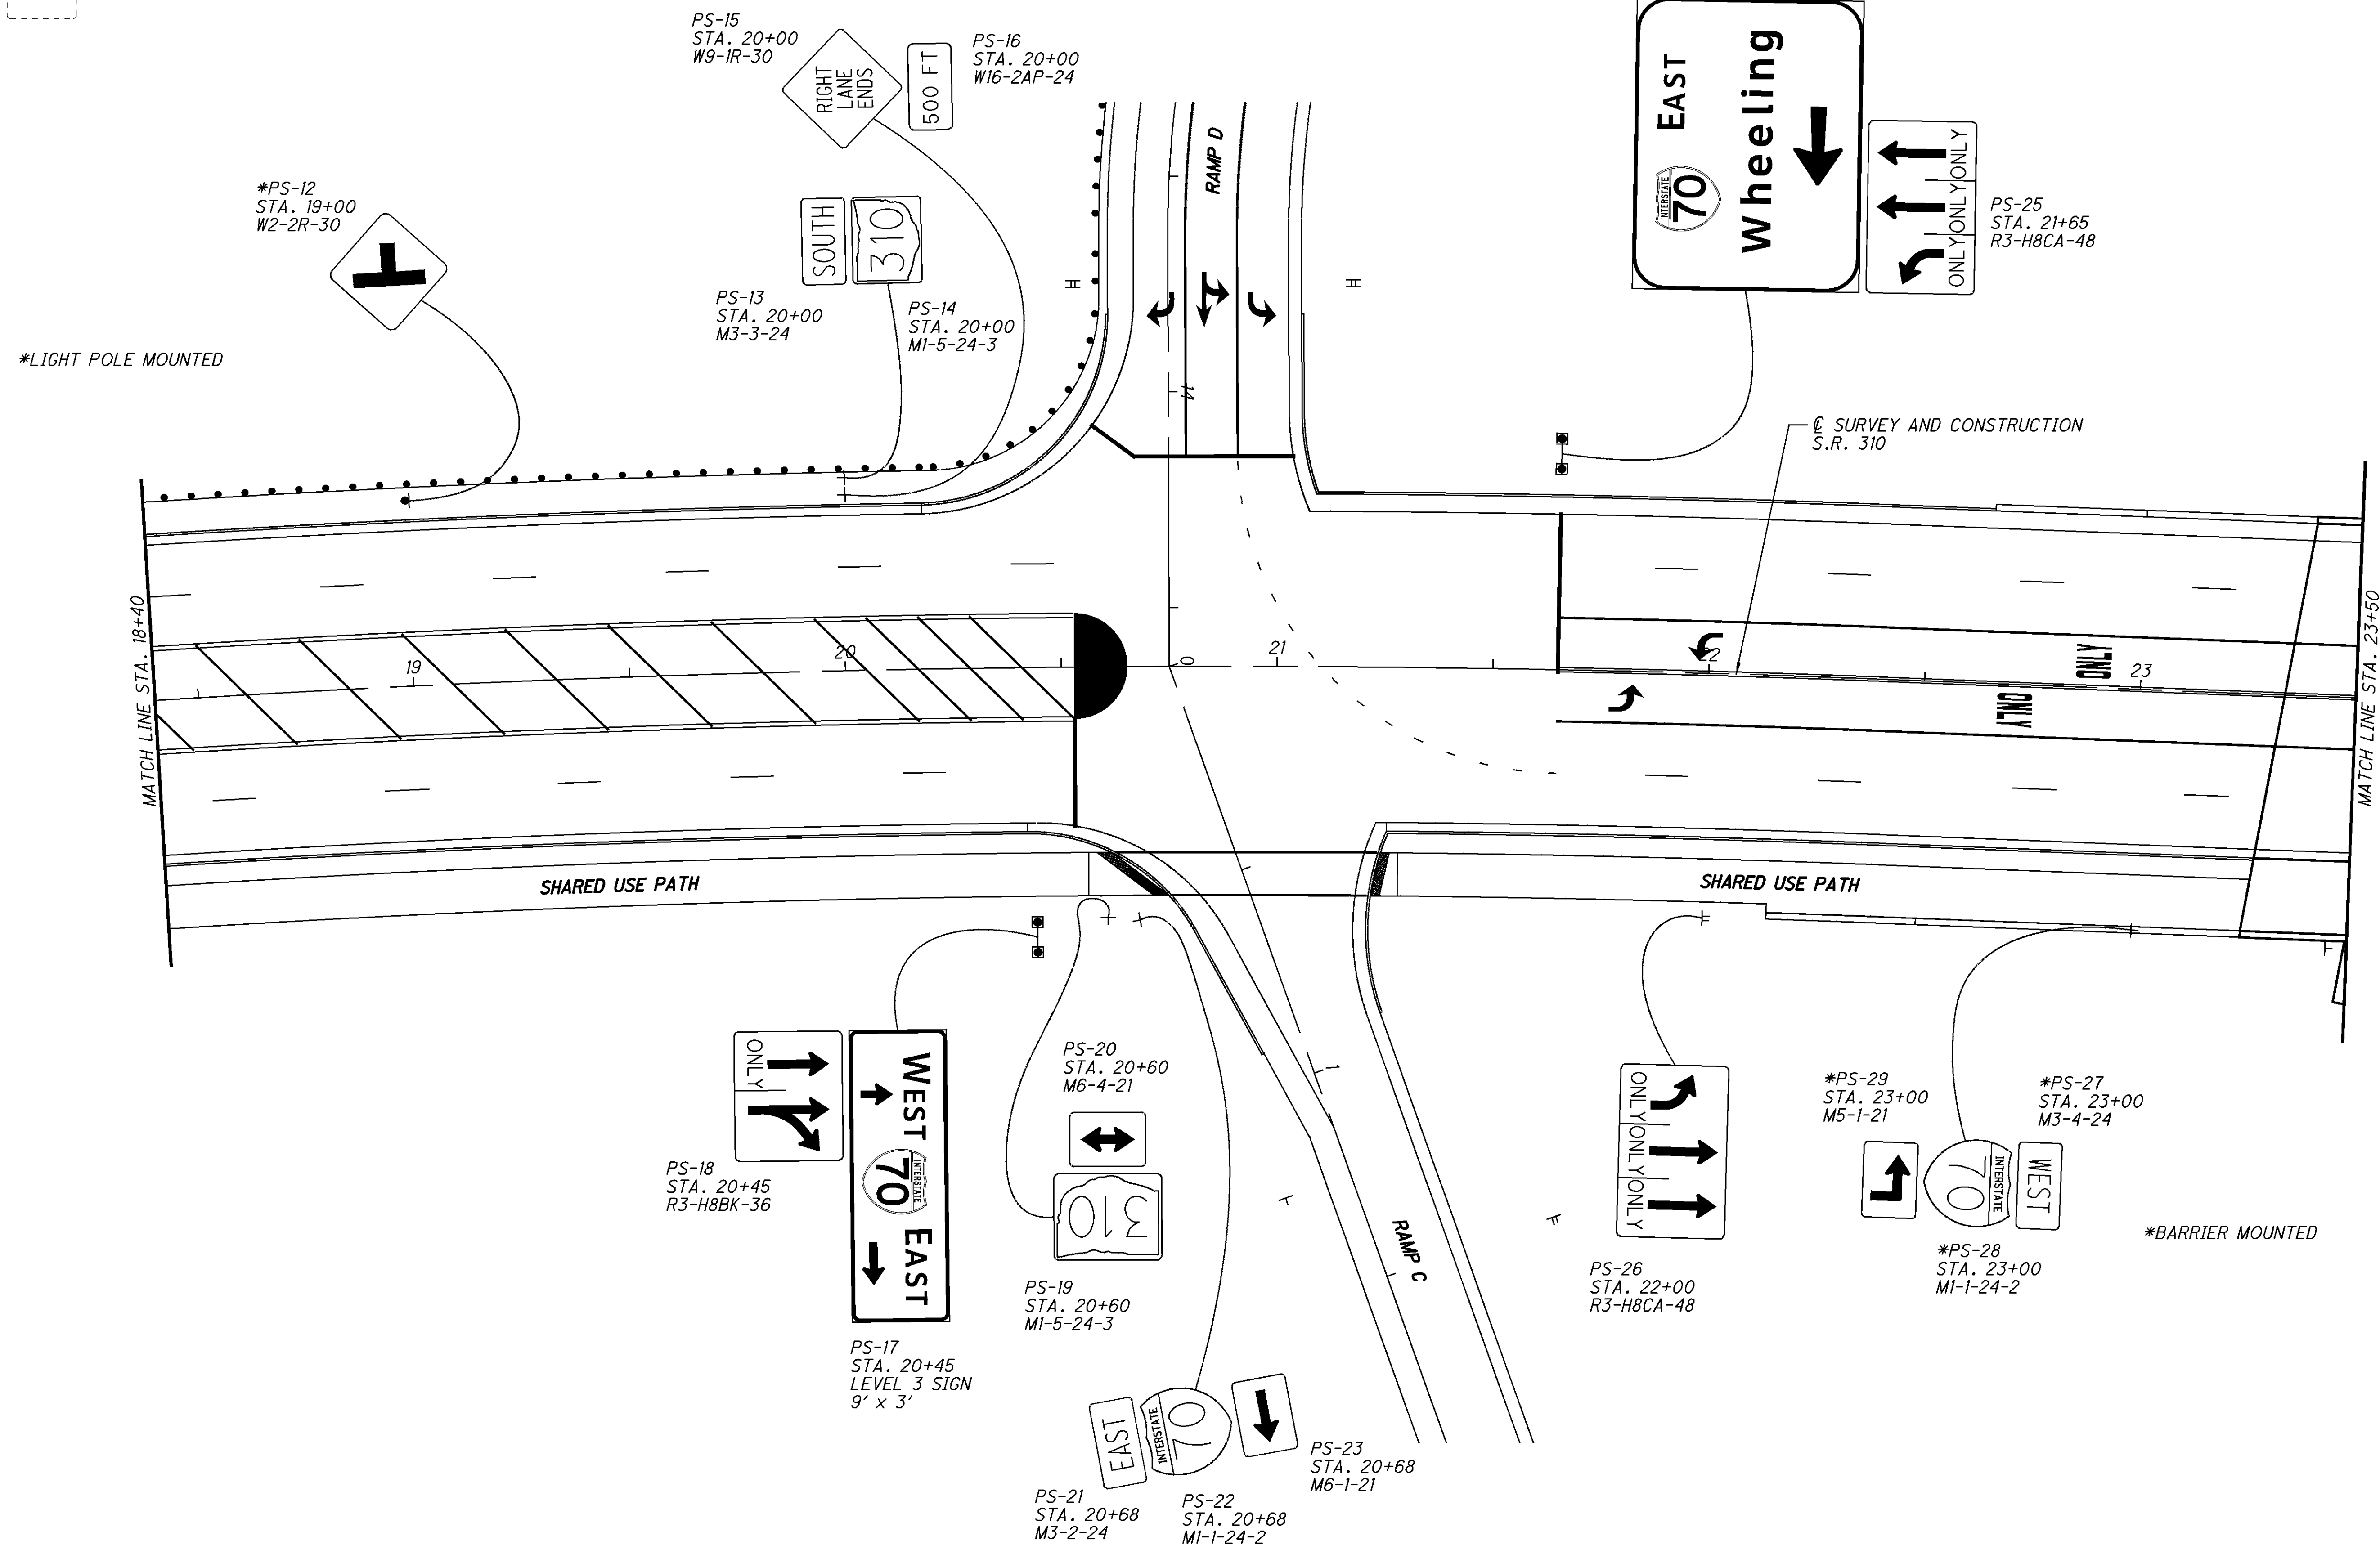 PS-15
STA. 20+00
W9-1R-30
RIGHT
LANE
ENDS
500 FT
PS-16
STA. 20+00
W16-2AP-24
*PS-12
STA. 19+00
W2-2R-30
*LIGHT POLE MOUNTED
SOUTH
310
PS-13
STA. 20+00
M3-3-24
PS-14
STA. 20+00
M1-5-24-3
RAMP D
14
EAST
INTERSTATE
70
Wheeling
ONLY
ONLY
ONLY
PS-25
STA. 21+65
R3-H8CA-48
℄ SURVEY AND CONSTRUCTION
S.R. 310
MATCH LINE STA. 18+40
19
20
0
21
22
23
ONLY
ONLY
MATCH LINE STA. 23+50
SHARED USE PATH
SHARED USE PATH
ONLY
PS-18
STA. 20+45
R3-H8BK-36
WEST
INTERSTATE
70
EAST
PS-17
STA. 20+45
LEVEL 3 SIGN
9' x 3'
PS-20
STA. 20+60
M6-4-21
310
PS-19
STA. 20+60
M1-5-24-3
1
RAMP C
EAST
INTERSTATE
70
PS-21
STA. 20+68
M3-2-24
PS-22
STA. 20+68
M1-1-24-2
PS-23
STA. 20+68
M6-1-21
ONLY
ONLY
ONLY
PS-26
STA. 22+00
R3-H8CA-48
*PS-29
STA. 23+00
M5-1-21
*PS-27
STA. 23+00
M3-4-24
INTERSTATE
70
WEST
*PS-28
STA. 23+00
M1-1-24-2
*BARRIER MOUNTED